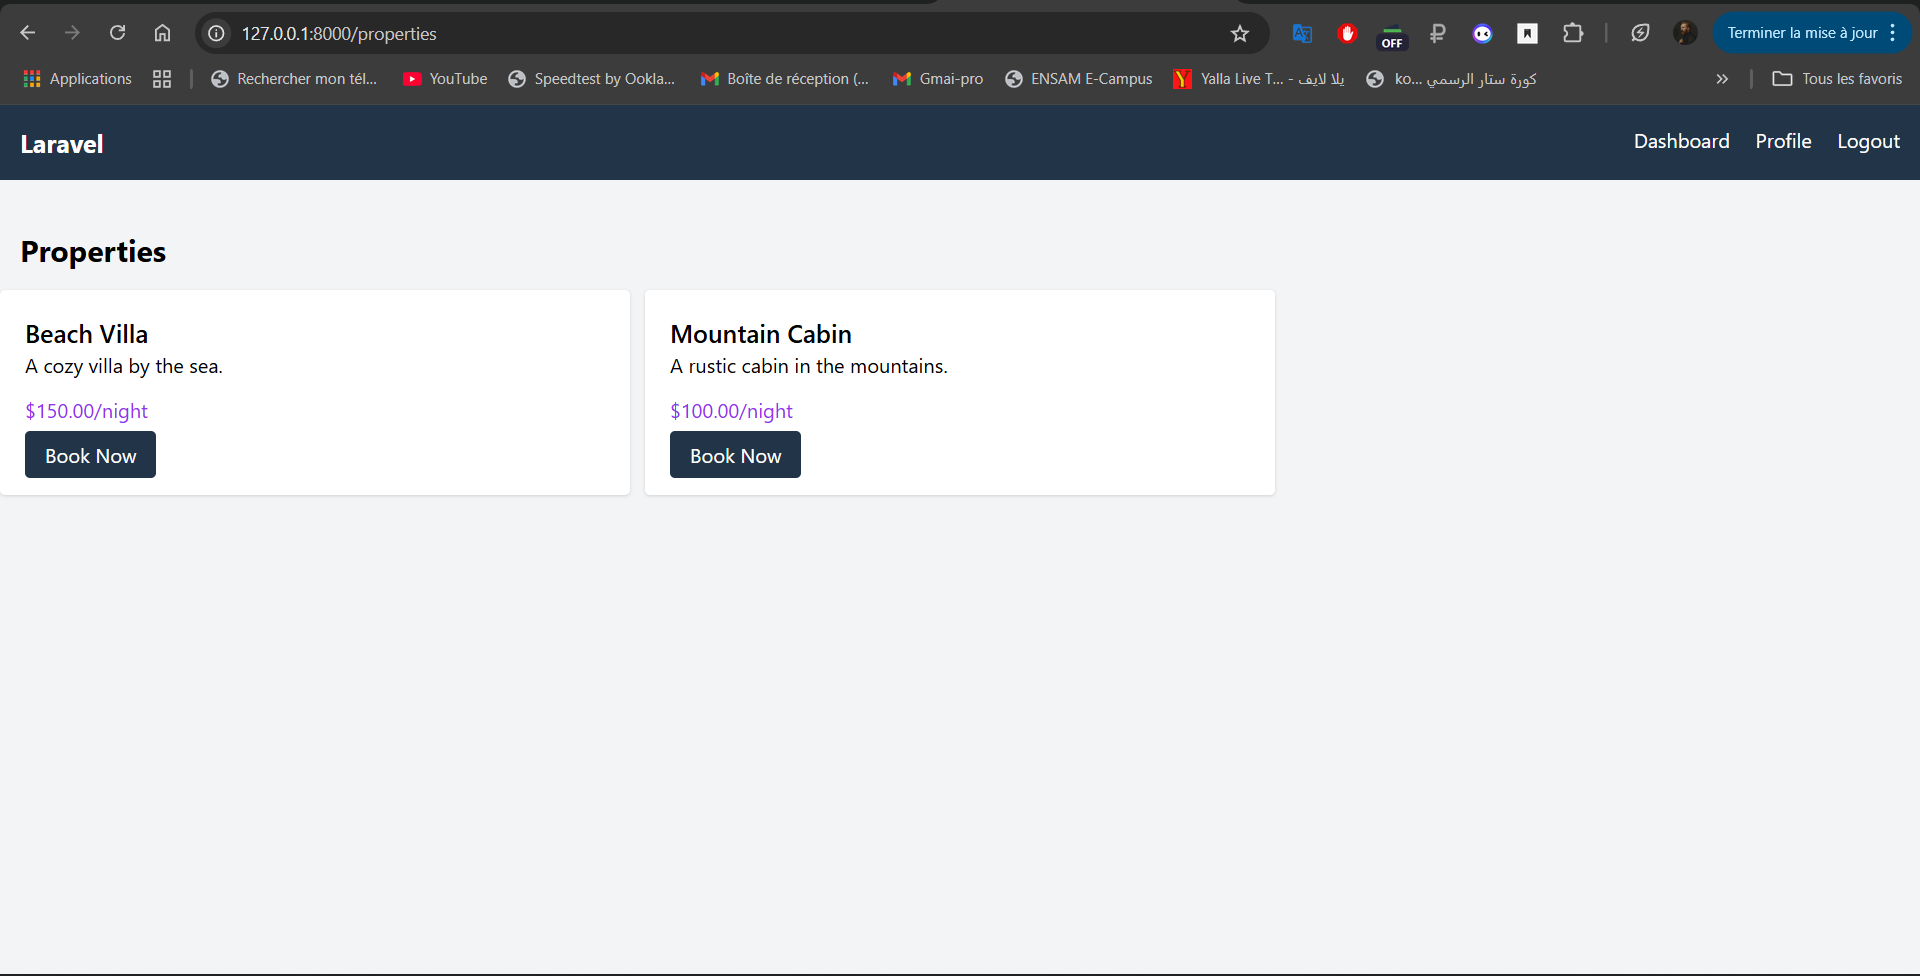 127.0.0.1:8000/properties
OFF
Terminer la mise à jour
Applications
Rechercher mon tél...
YouTube
Speedtest by Ookla...
Boîte de réception (...
Gmai-pro
ENSAM E-Campus
Yalla Live T... - يلا لايف
ko... كورة ستار الرسمي
Tous les favoris
Laravel
Dashboard Profile Logout
Properties
Beach Villa
A cozy villa by the sea.
$150.00/night
Book Now
Mountain Cabin
A rustic cabin in the mountains.
$100.00/night
Book Now